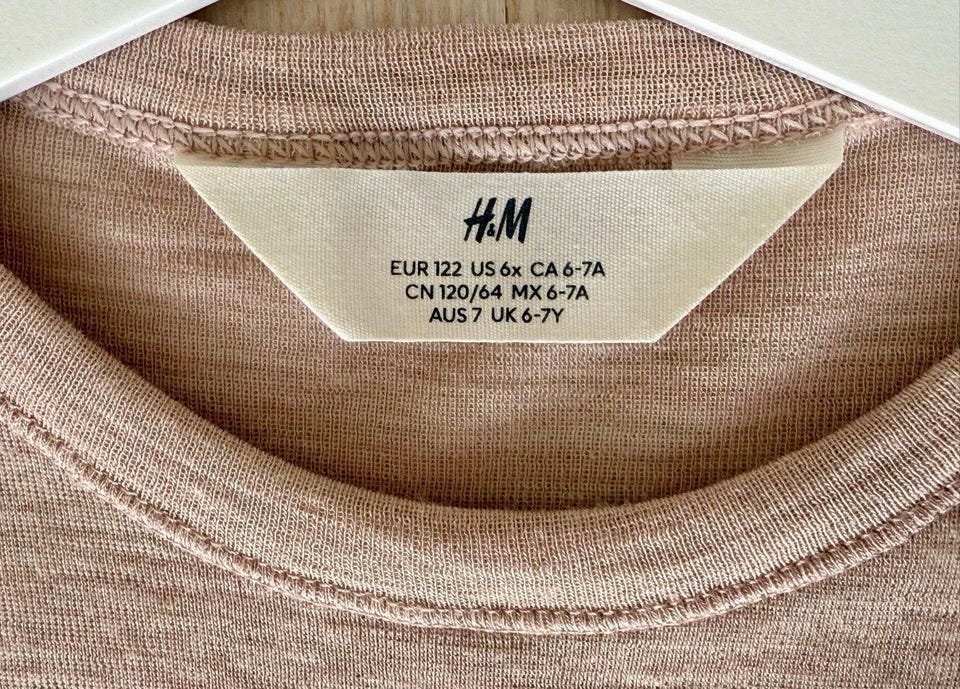 H&M
EUR 122 US 6x CA 6-7A
CN 120/64 MX 6-7A
AUS 7 UK 6-7Y